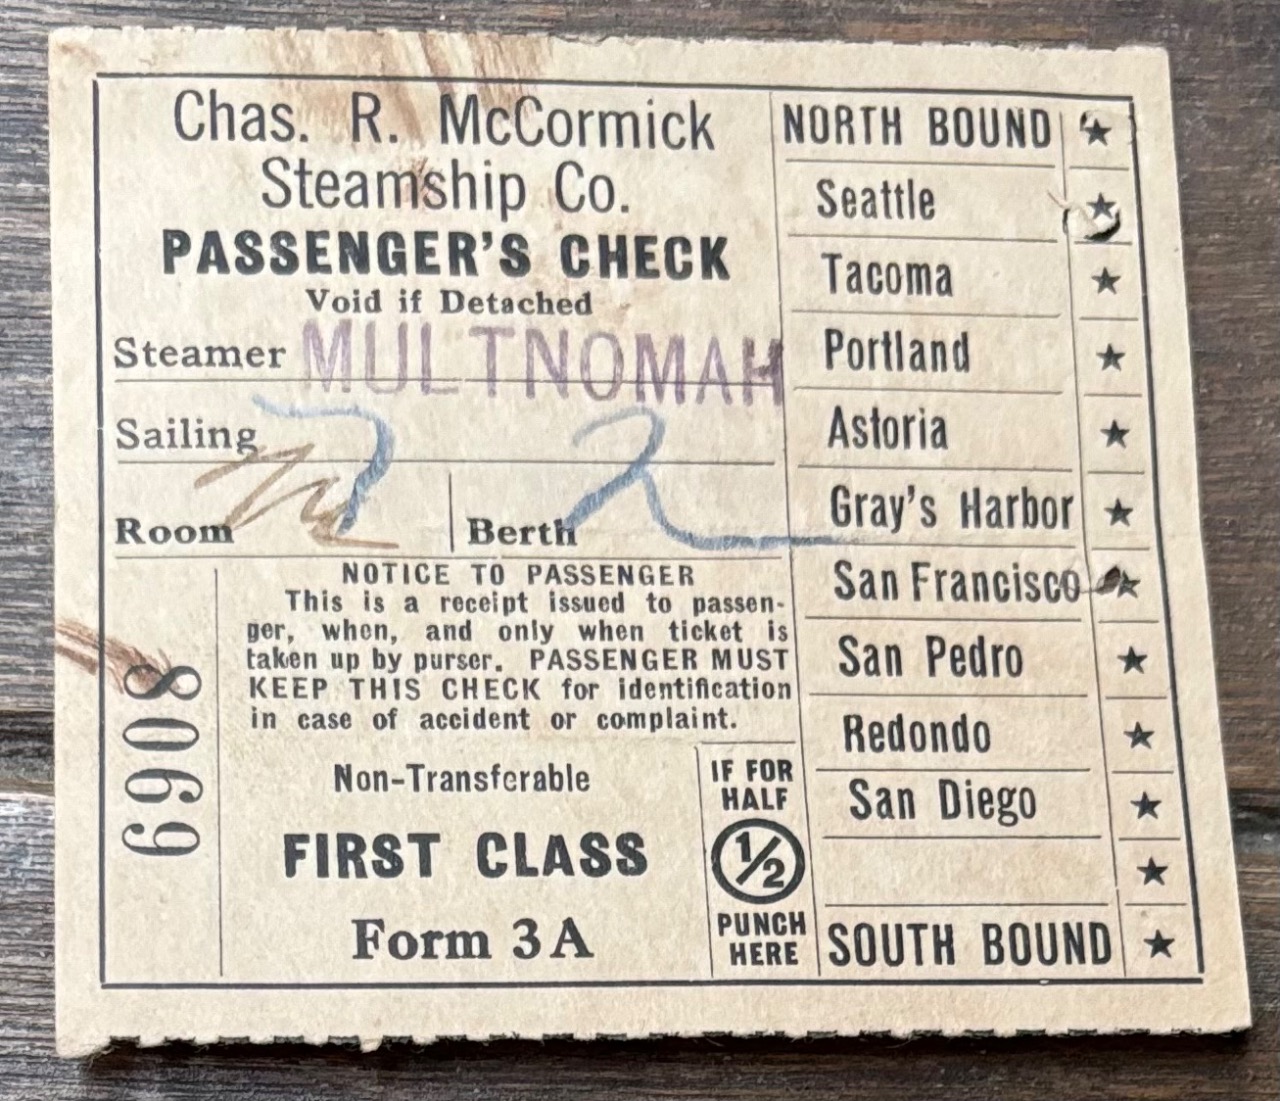 Chas. R. McCormick
Steamship Co.
PASSENGER'S CHECK
Void if Detached
Steamer MULTNOMAH
Sailing
Room 7 Berth 2
NOTICE TO PASSENGER
This is a receipt issued to passen-
ger, when, and only when ticket is
taken up by purser. PASSENGER MUST
KEEP THIS CHECK for identification
in case of accident or complaint.
6908
Non-Transferable
FIRST CLASS
Form 3A
IF FOR
HALF
1/2
PUNCH
HERE
NORTH BOUND ★
Seattle ★
Tacoma ★
Portland ★
Astoria ★
Gray's Harbor ★
San Francisco ★
San Pedro ★
Redondo ★
San Diego ★
★
SOUTH BOUND ★